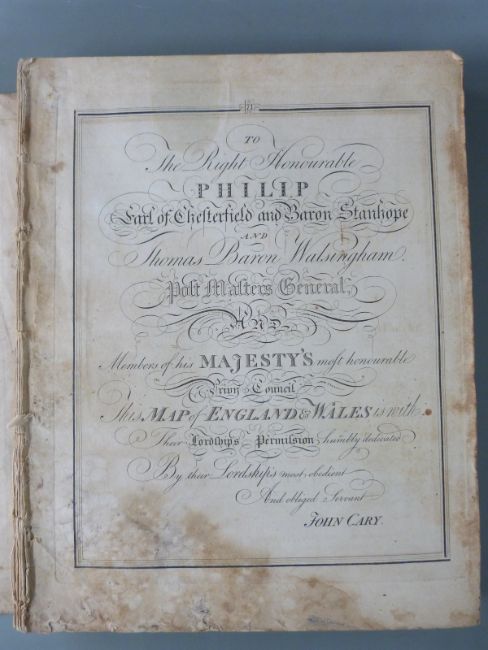 TO
The Right Honourable
PHILIP
Earl of Chesterfield and Baron Stanhope
AND
Thomas Baron Walsingham.
Post Masters General;
AND
Members of his MAJESTY'S most honourable
Privy Council
This MAP of ENGLAND & WALES is with
Their Lordships Permission, humbly dedicated
By their Lordship's most obedient
And obliged Servant
JOHN CARY.